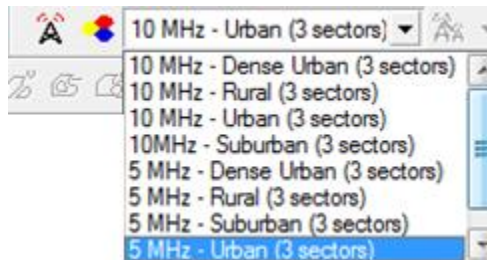 10 MHz - Urban (3 sectors)
10 MHz - Dense Urban (3 sectors)
10 MHz - Rural (3 sectors)
10 MHz - Urban (3 sectors)
10MHz - Suburban (3 sectors)
5 MHz - Dense Urban (3 sectors)
5 MHz - Rural (3 sectors)
5 MHz - Suburban (3 sectors)
5 MHz - Urban (3 sectors)